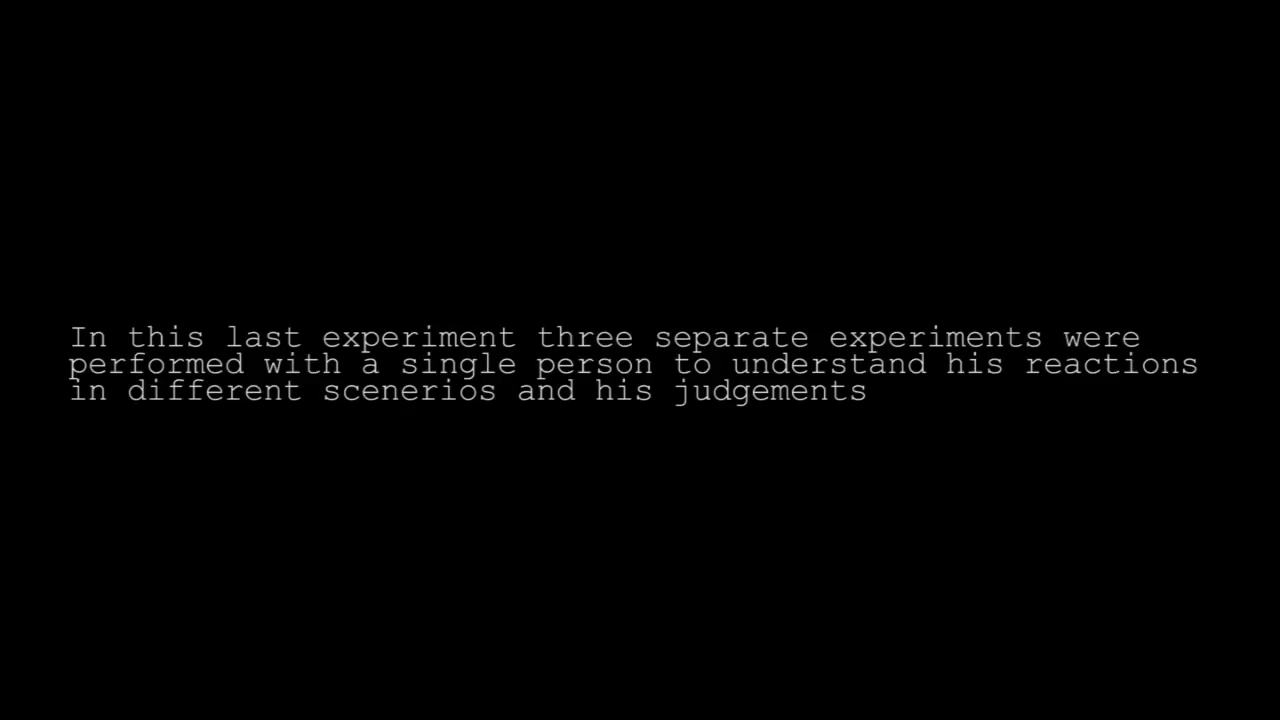 In this last experiment three separate experiments were
performed with a single person to understand his reactions
in different scenerios and his judgements